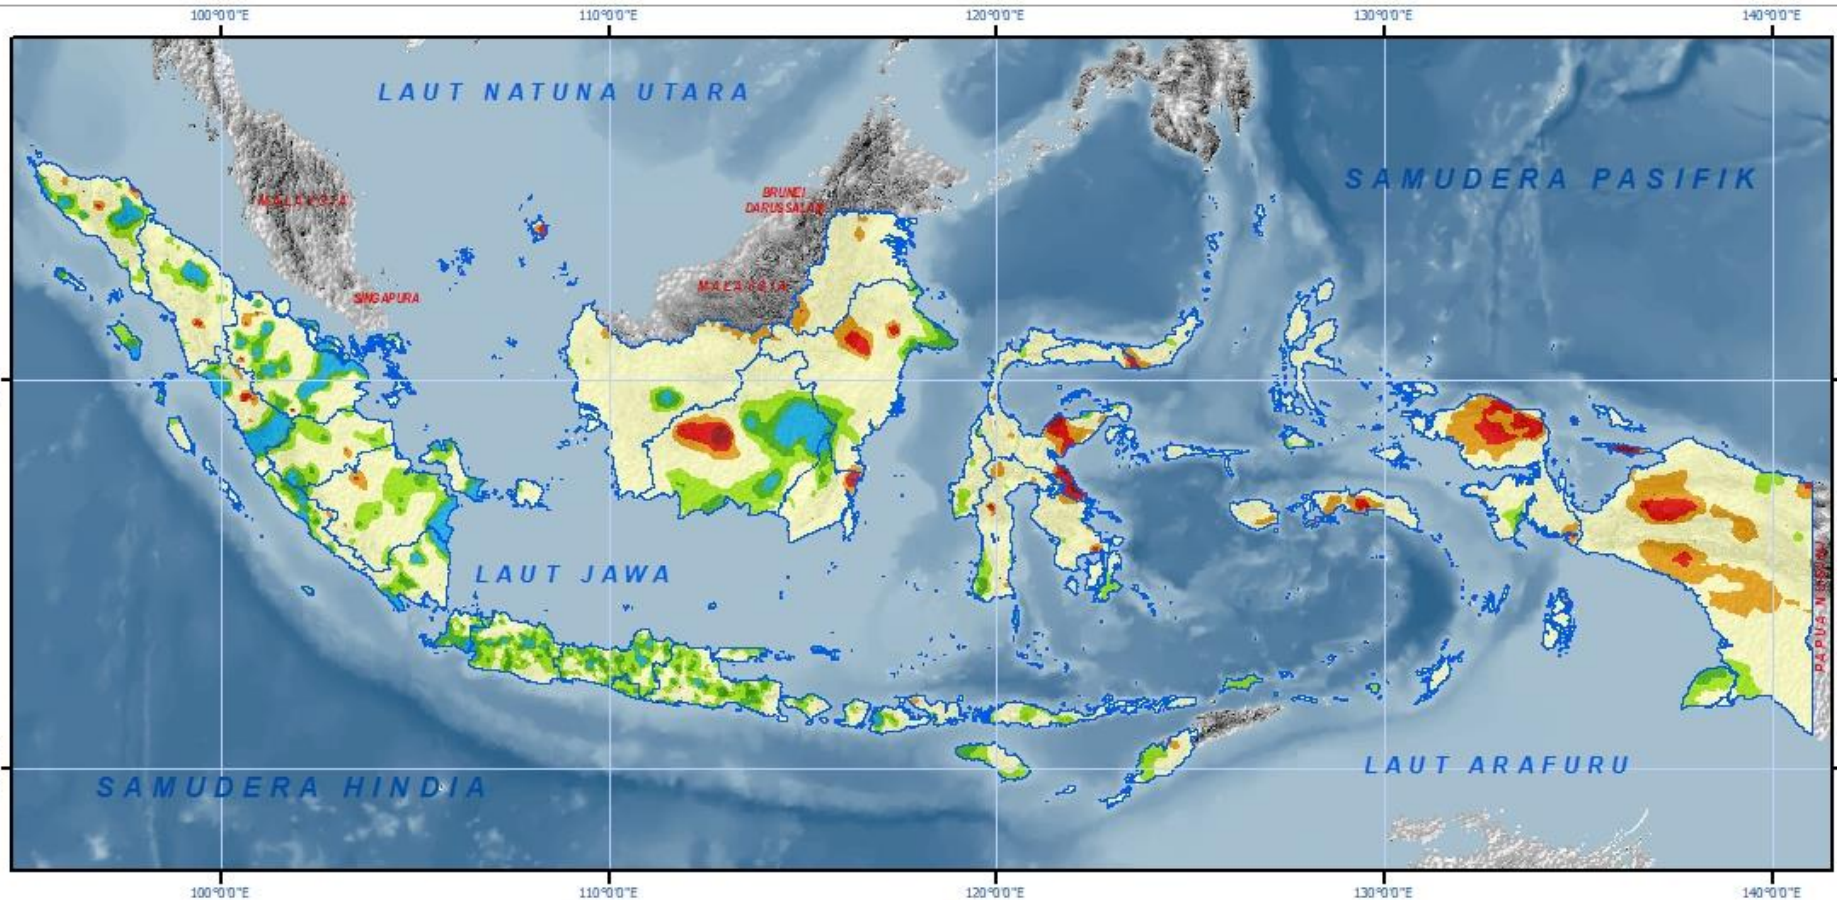 100°0'0"E 110°0'0"E 120°0'0"E 130°0'0"E 140°0'0"E
LAUT NATUNA UTARA
SAMUDERA PASIFIK
BRUNEI
DARUSSALAM
MALAYSIA
MALAYSIA
SINGAPURA
LAUT JAWA
PAPUA NUGINI
LAUT ARAFURU
SAMUDERA HINDIA
100°0'0"E 110°0'0"E 120°0'0"E 130°0'0"E 140°0'0"E